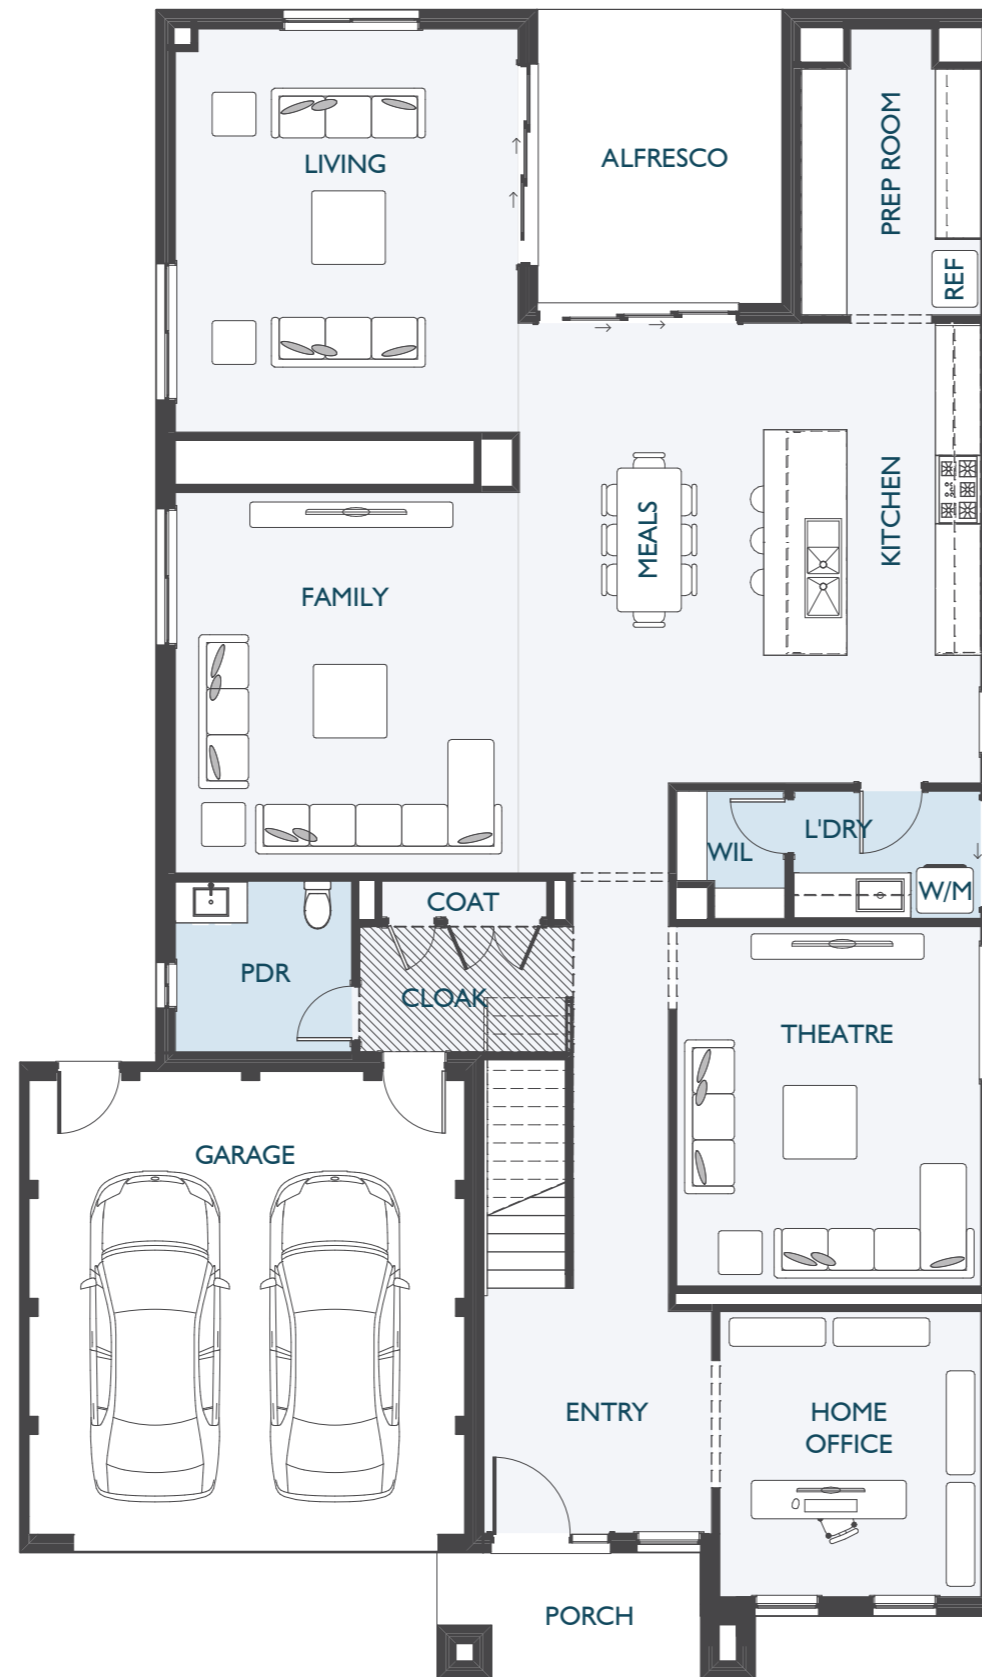 LIVING
ALFRESCO
PREP ROOM
REF
KITCHEN
MEALS
FAMILY
L'DRY
WIL
W/M
COAT
PDR
CLOAK
THEATRE
GARAGE
ENTRY
HOME
OFFICE
PORCH